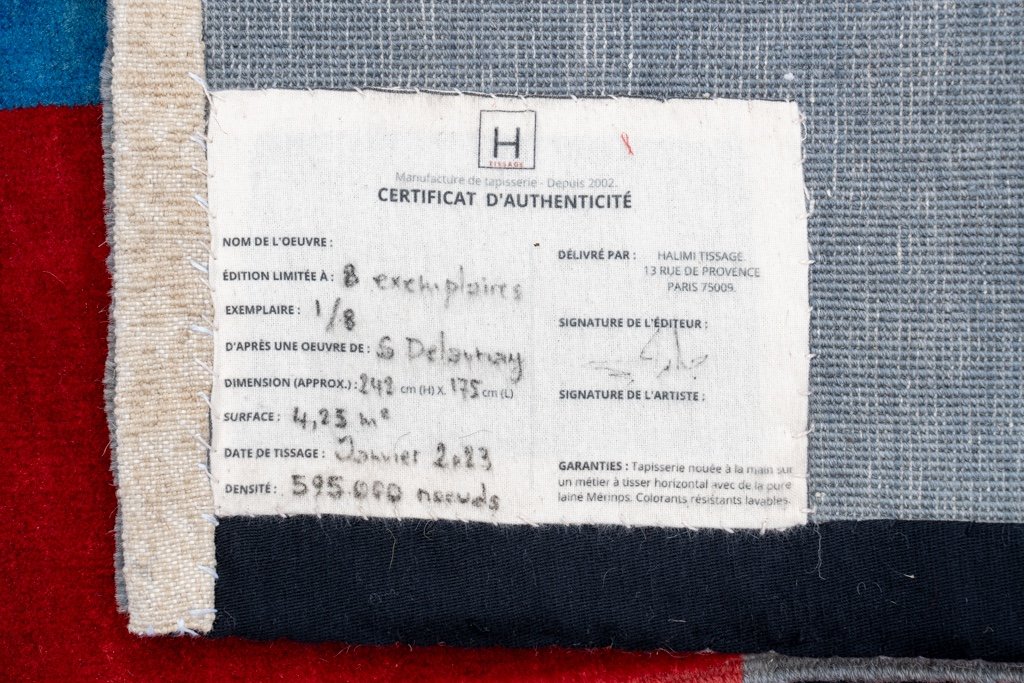 H
TISSAGE
Manufacture de tapisserie - Depuis 2002.
CERTIFICAT D'AUTHENTICITÉ
NOM DE L'OEUVRE :
ÉDITION LIMITÉE À : 8 exemplaires
EXEMPLAIRE : 1/8
D'APRÈS UNE OEUVRE DE : S Delaunay
DIMENSION (APPROX.) : 242 cm (H) X. 175 cm (L)
SURFACE : 4,23 m²
DATE DE TISSAGE : Janvier 2023
DENSITÉ : 595.000 noeuds
DÉLIVRÉ PAR : HALIMI TISSAGE.
13 RUE DE PROVENCE
PARIS 75009.
SIGNATURE DE L'ÉDITEUR :
SIGNATURE DE L'ARTISTE :
GARANTIES : Tapisserie nouée à la main sur
un métier à tisser horizontal avec de la pure
laine Mérinos. Colorants résistants lavables.